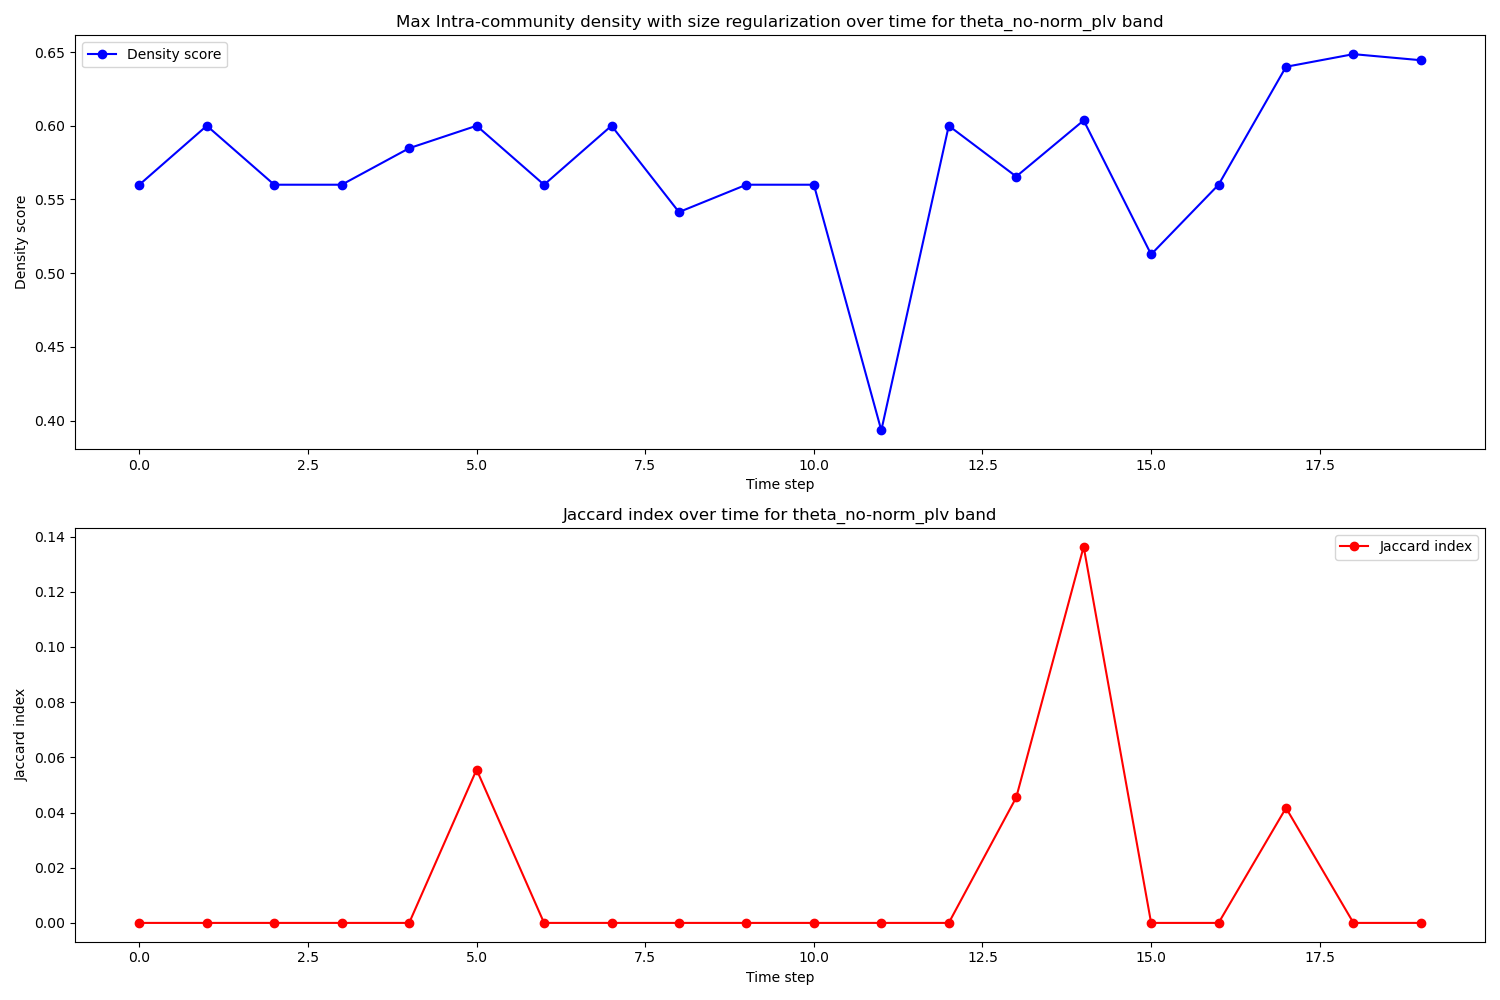 Max Intra-community density with size regularization over time for theta_no-norm_plv band
Density score
0.65
0.60
0.55
0.50
0.45
0.40
Density score
0.0 2.5 5.0 7.5 10.0 12.5 15.0 17.5
Time step
Jaccard index over time for theta_no-norm_plv band
Jaccard index
0.14
0.12
0.10
0.08
0.06
0.04
0.02
0.00
Jaccard index
0.0 2.5 5.0 7.5 10.0 12.5 15.0 17.5
Time step